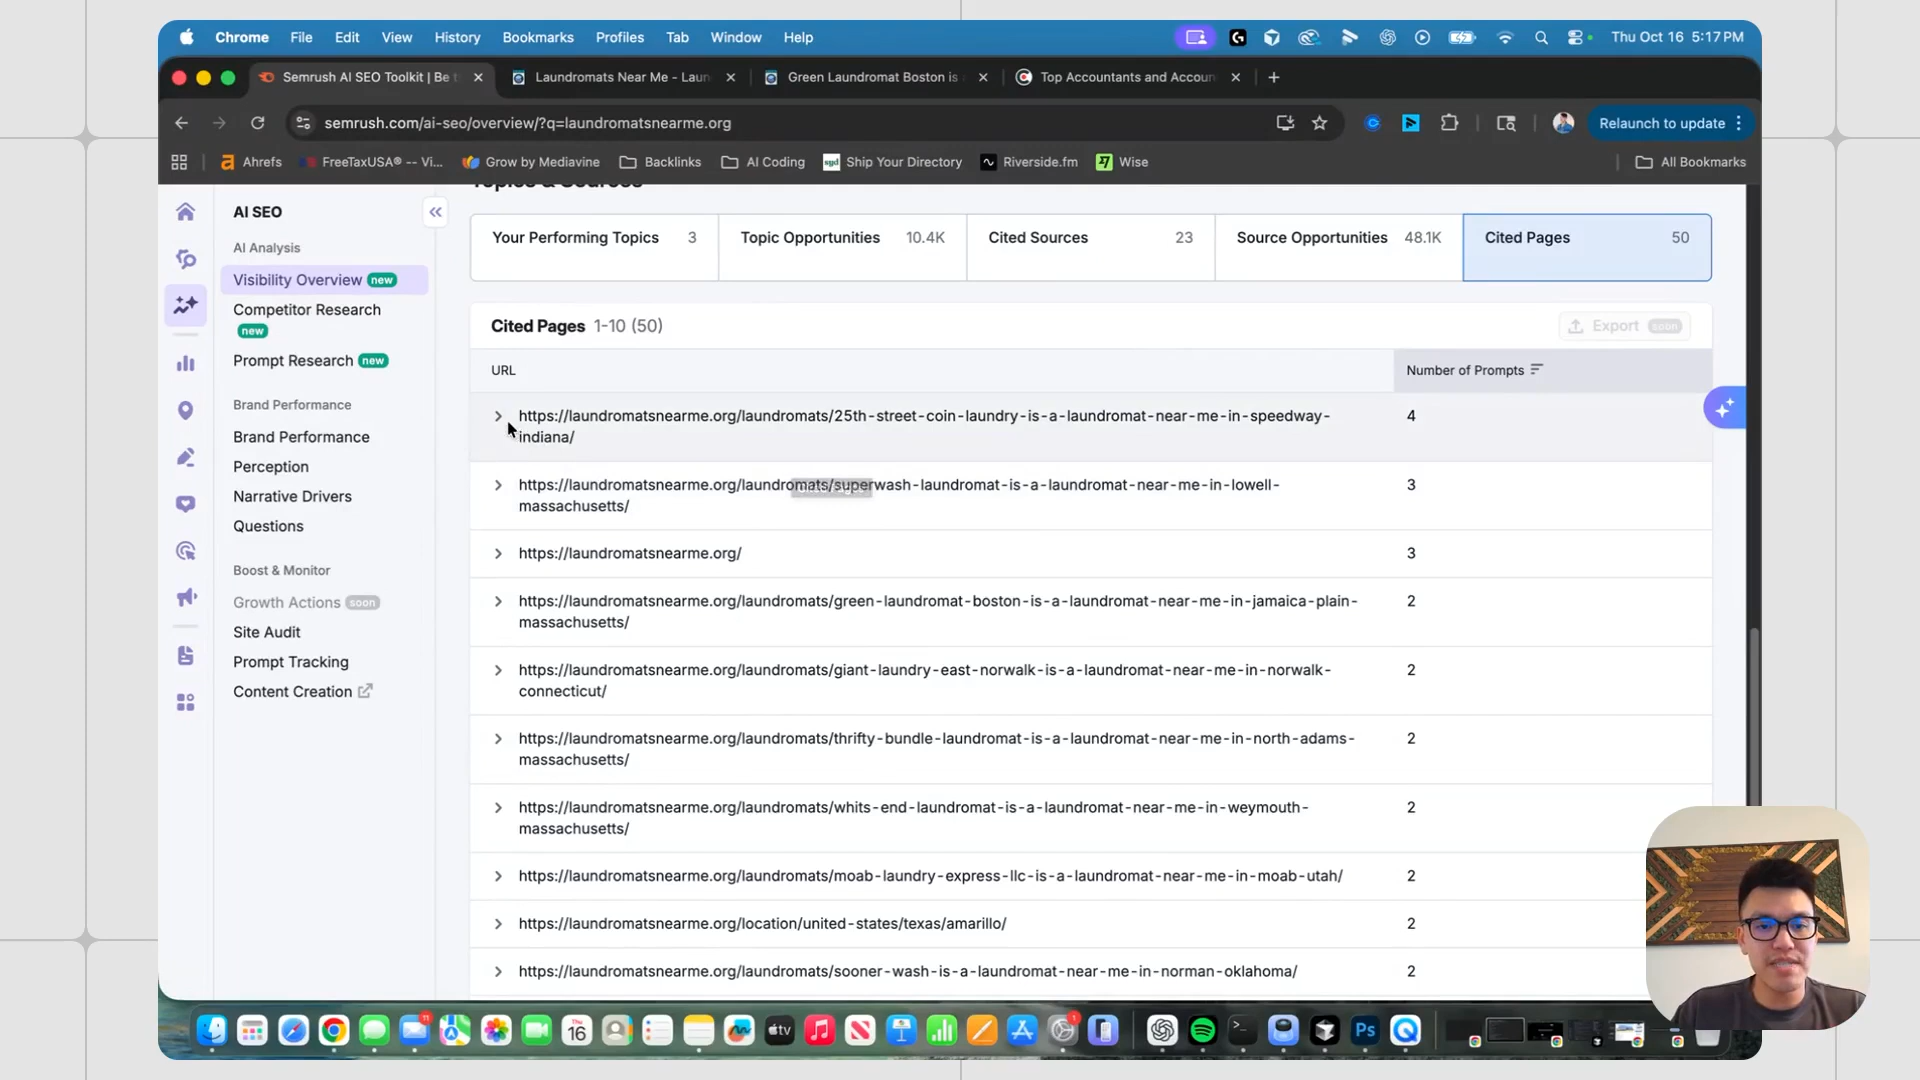 Chrome File Edit View History Bookmarks Profiles Tab Window Help Thu Oct 16 5:17 PM
Semrush AI SEO Toolkit | Be t Laundromats Near Me - Laun Green Laundromat Boston is Top Accountants and Accoun
semrush.com/ai-seo/overview/?q=laundromatsnearme.org Relaunch to update
Ahrefs FreeTaxUSA® -- Vi... Grow by Mediavine Backlinks AI Coding Ship Your Directory Riverside.fm Wise All Bookmarks
AI SEO
AI Analysis
Visibility Overview new
Competitor Research
new
Prompt Research new
Brand Performance
Brand Performance
Perception
Narrative Drivers
Questions
Boost & Monitor
Growth Actions soon
Site Audit
Prompt Tracking
Content Creation
Topics & Sources
Your Performing Topics 3 Topic Opportunities 10.4K Cited Sources 23 Source Opportunities 48.1K Cited Pages 50
Cited Pages 1-10 (50) Export soon
URL Number of Prompts
https://laundromatsnearme.org/laundromats/25th-street-coin-laundry-is-a-laundromat-near-me-in-speedway- 4
indiana/
https://laundromatsnearme.org/laundromats/superwash-laundromat-is-a-laundromat-near-me-in-lowell- 3
massachusetts/
https://laundromatsnearme.org/ 3
https://laundromatsnearme.org/laundromats/green-laundromat-boston-is-a-laundromat-near-me-in-jamaica-plain- 2
massachusetts/
https://laundromatsnearme.org/laundromats/giant-laundry-east-norwalk-is-a-laundromat-near-me-in-norwalk- 2
connecticut/
https://laundromatsnearme.org/laundromats/thrifty-bundle-laundromat-is-a-laundromat-near-me-in-north-adams- 2
massachusetts/
https://laundromatsnearme.org/laundromats/whits-end-laundromat-is-a-laundromat-near-me-in-weymouth- 2
massachusetts/
https://laundromatsnearme.org/laundromats/moab-laundry-express-llc-is-a-laundromat-near-me-in-moab-utah/ 2
https://laundromatsnearme.org/location/united-states/texas/amarillo/ 2
https://laundromatsnearme.org/laundromats/sooner-wash-is-a-laundromat-near-me-in-norman-oklahoma/ 2
11 16 tv 1 Ps